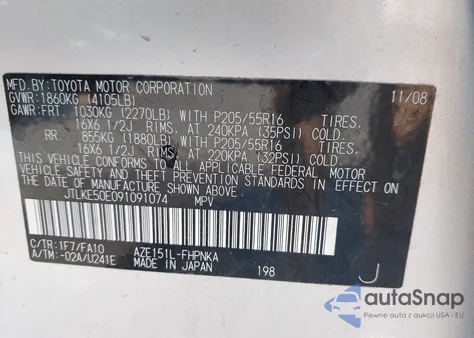 MFD.BY:TOYOTA MOTOR CORPORATION 11/08
GVWR:1860KG (4105LB)
GAWR:FRT 1030KG (2270LB) WITH P205/55R16 TIRES.
16X6 1/2J RIMS, AT 240KPA (35PSI) COLD.
RR 855KG (1880LB) WITH P205/55R16 TIRES.
16X6 1/2J RIMS, AT 220KPA (32PSI) COLD.
THIS VEHICLE CONFORMS TO ALL APPLICABLE FEDERAL MOTOR
VEHICLE SAFETY, BUMPER, AND THEFT PREVENTION STANDARDS IN
EFFECT ON THE DATE OF MANUFACTURE SHOWN ABOVE.
JTLKE50E091091074 MPV
C/TR:1F7/FA10 AZE151L-FHPNKA
A/TM:-02A/U241E MADE IN JAPAN 198 J
autoSnap
Pewne auta z USA i EU